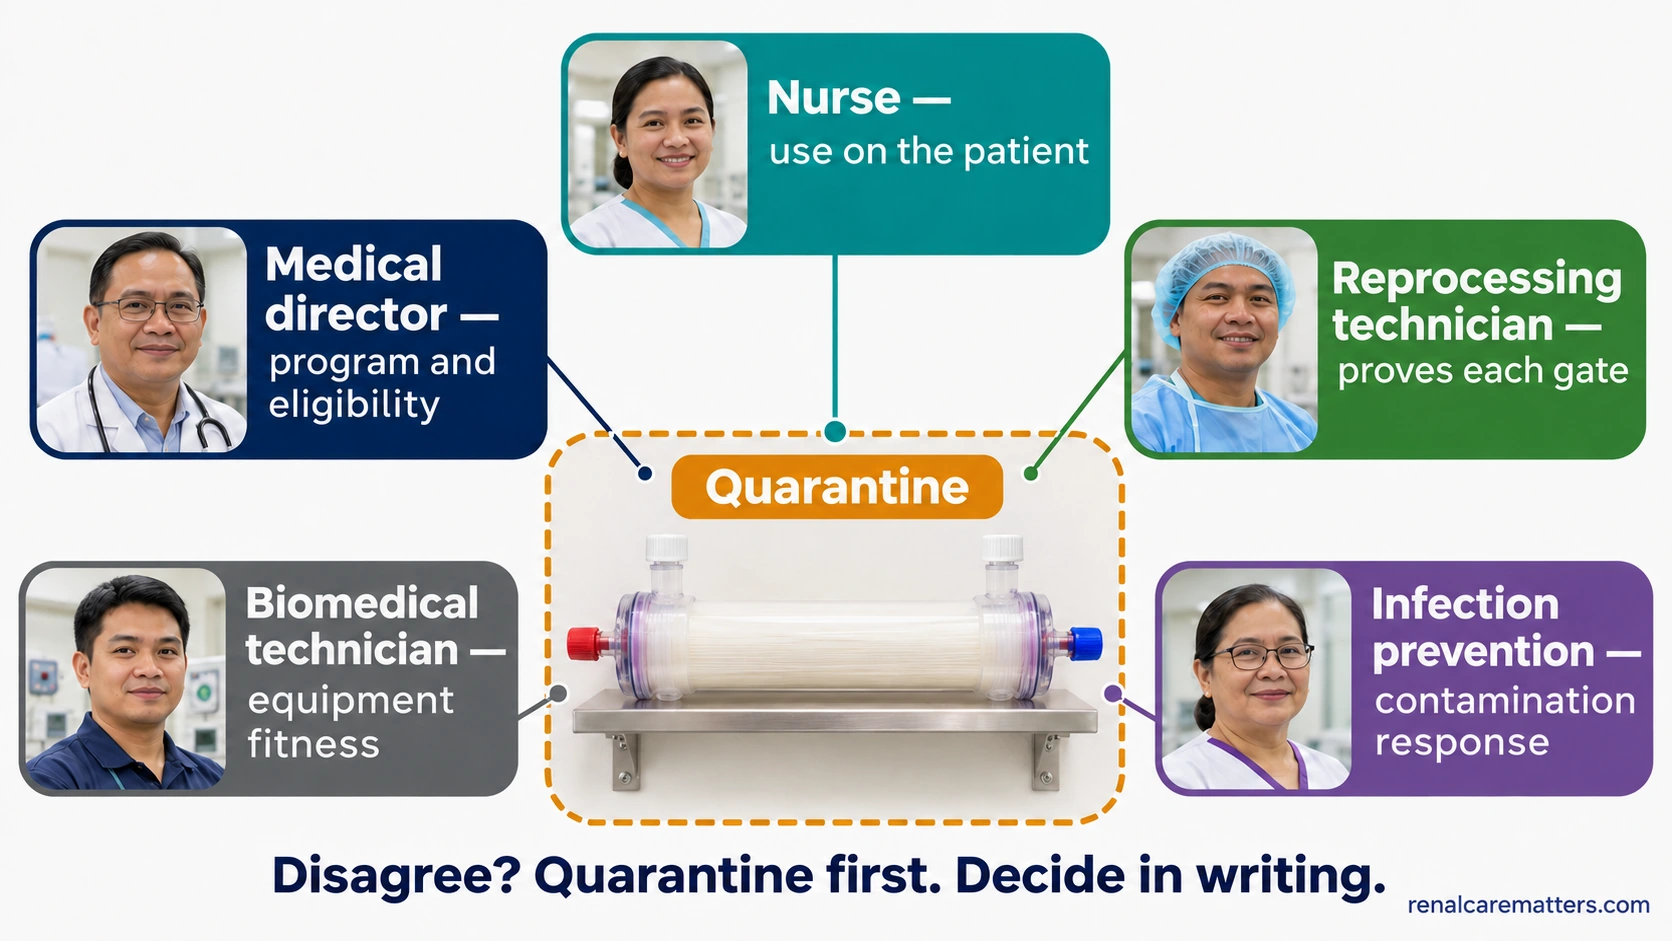 Nurse —
use on the patient
Medical
director —
program and
eligibility
Reprocessing
technician —
proves each gate
Quarantine
Biomedical
technician —
equipment
fitness
Infection
prevention —
contamination
response
Disagree? Quarantine first. Decide in writing.
renalcarematters.com